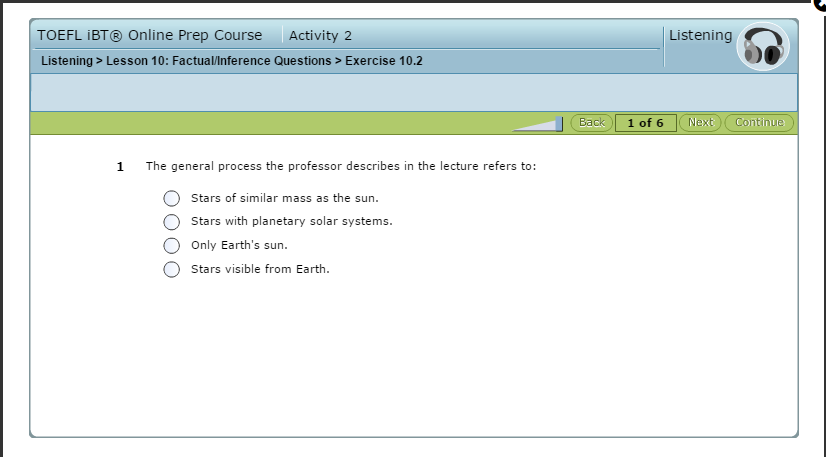 TOEFL iBT® Online Prep Course Activity 2 Listening
Listening > Lesson 10: Factual/Inference Questions > Exercise 10.2
Back 1 of 6 Next Continue
1 The general process the professor describes in the lecture refers to:
Stars of similar mass as the sun.
Stars with planetary solar systems.
Only Earth's sun.
Stars visible from Earth.